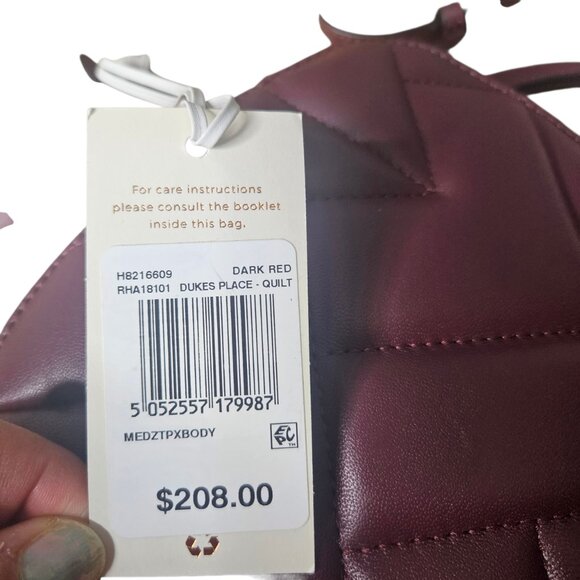 For care instructions
please consult the booklet
inside this bag.
H8216609 DARK RED
RHA18101 DUKES PLACE - QUILT
5 052557 179987
MEDZTPXBODY
EPC
$208.00